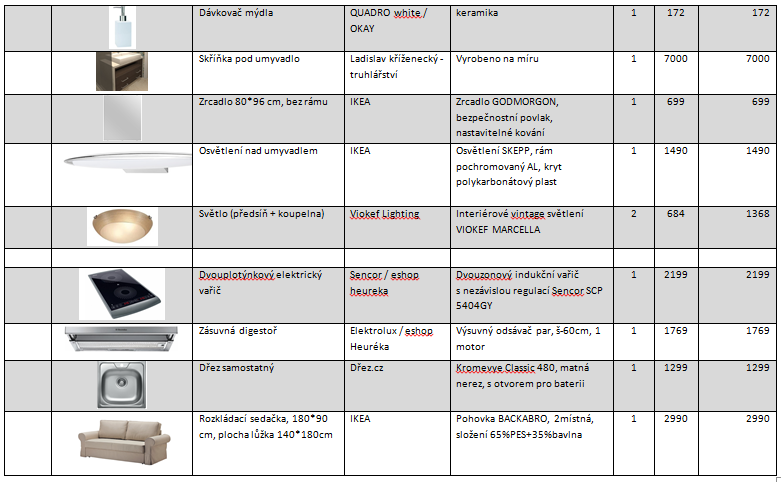 Dávkovač mýdla QUADRO white / keramika 1 172 172
OKAY
Skříňka pod umyvadlo Ladislav kříženecký - Vyrobeno na míru 1 7000 7000
truhlářství
Zrcadlo 80*96 cm, bez rámu IKEA Zrcadlo GODMORGON, 1 699 699
bezpečnostní povlak,
nastavitelné kování
Osvětlení nad umyvadlem IKEA Osvětlení SKEPP, rám 1 1490 1490
pochromovaný AL, kryt
polykarbonátový plast
Světlo (předsíň + koupelna) Viokef Lighting Interiérové vintage světlení 2 684 1368
VIOKEF MARCELLA
Dvouplotýnkový elektrický Sencor / eshop Dvouzonový indukční vařič 1 2199 2199
vařič heureka s nezávislou regulací Sencor SCP
5404GY
Zásuvná digestoř Elektrolux / eshop Výsuvný odsávač par, š-60cm, 1 1 1769 1769
Heuréka motor
Dřez samostatný Dřez.cz Kromevye Classic 480, matná 1 1299 1299
nerez, s otvorem pro baterii
Rozkládací sedačka, 180*90 IKEA Pohovka BACKABRO, 2místná, 1 2990 2990
cm, plocha lůžka 140*180cm složení 65%PES+35%bavlna